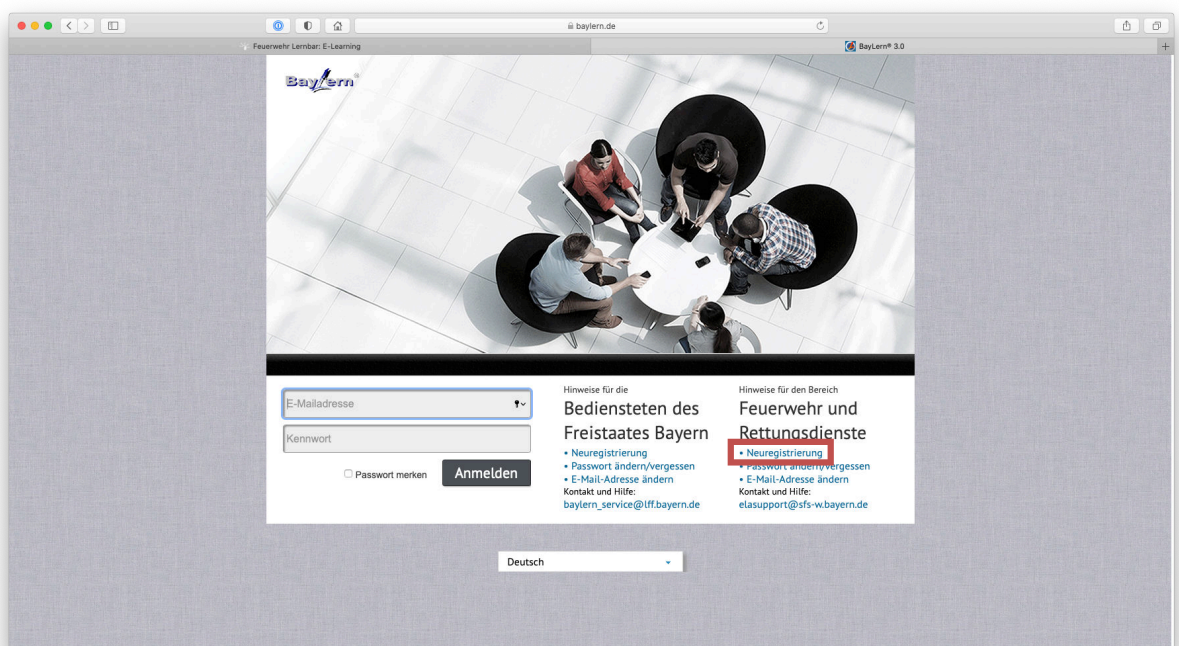 baylern.de
Feuerwehr Lernbar: E-Learning
BayLern® 3.0
BayLern®
E-Mailadresse
Kennwort
Passwort merken
Anmelden
Hinweise für die
Bediensteten des
Freistaates Bayern
• Neuregistrierung
• Passwort ändern/vergessen
• E-Mail-Adresse ändern
Kontakt und Hilfe:
baylern_service@lff.bayern.de
Hinweise für den Bereich
Feuerwehr und
Rettungsdienste
• Neuregistrierung
• Passwort ändern/vergessen
• E-Mail-Adresse ändern
Kontakt und Hilfe:
elasupport@sfs-w.bayern.de
Deutsch